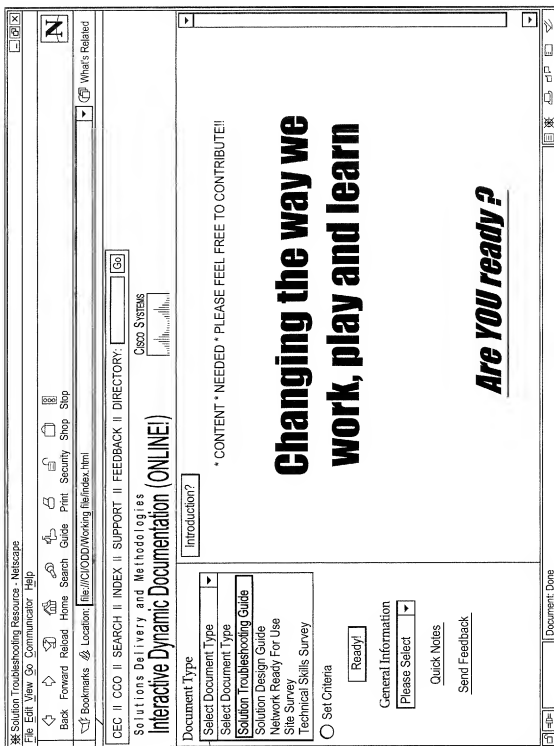 Solution Troubleshooting Resource - Netscape
File Edit View Go Communicator Help
Back Forward Reload Home Search Guide Print Security Shop Stop
N
Bookmarks Location: file:///CI/ODD/Working file/index.html What's Related
CEC II CCO II SEARCH II INDEX II SUPPORT II FEEDBACK II DIRECTORY: Go
Solutions Delivery and Methodologies
Interactive Dynamic Documentation (ONLINE!)
CISCO SYSTEMS
Document Type
Select Document Type
Select Document Type
Solution Troubleshooting Guide
Solution Design Guide
Network Ready For Use
Site Survey
Technical Skills Survey
Set Criteria
Ready!
General Information
Please Select
Quick Notes
Send Feedback
Introduction?
* CONTENT * NEEDED * PLEASE FEEL FREE TO CONTRIBUTE!!
Changing the way we
work, play and learn
Are YOU ready ?
Document: Done